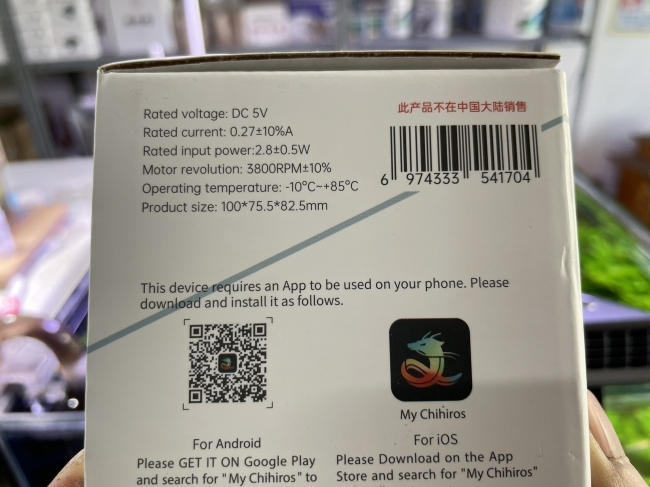 Rated voltage: DC 5V
Rated current: 0.27±10%A
Rated input power:2.8±0.5W
Motor revolution: 3800RPM±10%
Operating temperature: -10°C~+85°C
Product size: 100*75.5*82.5mm
此产品不在中国大陆销售
6 974333 541704
This device requires an App to be used on your phone. Please
download and install it as follows.
My Chihiros
For Android
Please GET IT ON Google Play
and search for "My Chihiros" to
For iOS
Please Download on the App
Store and search for "My Chihiros"